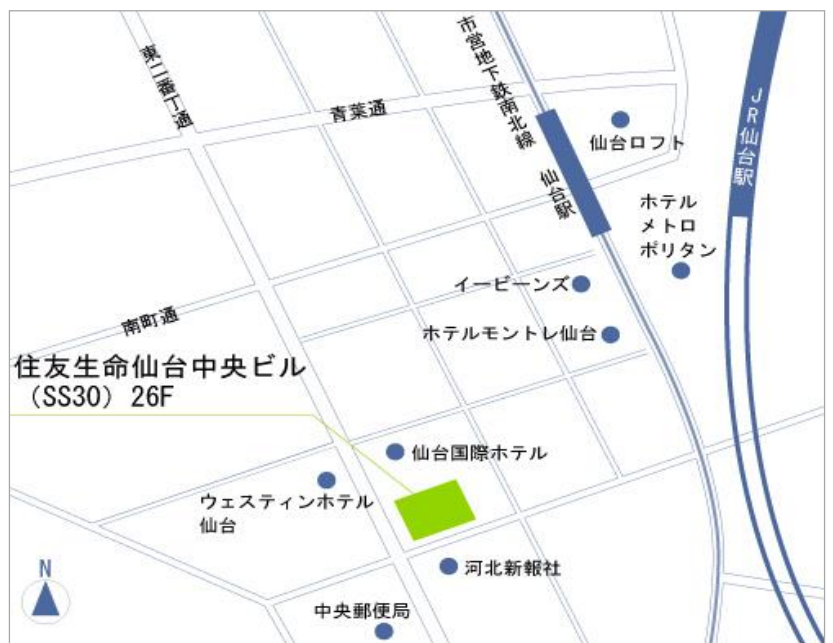 東二番丁通
青葉通
市営地下鉄南北線
仙台駅
仙台ロフト
JR仙台駅
ホテル
メトロ
ポリタン
イービーンズ
ホテルモントレ仙台
南町通
住友生命仙台中央ビル
（SS30）26F
仙台国際ホテル
ウェスティンホテル
仙台
河北新報社
中央郵便局
N